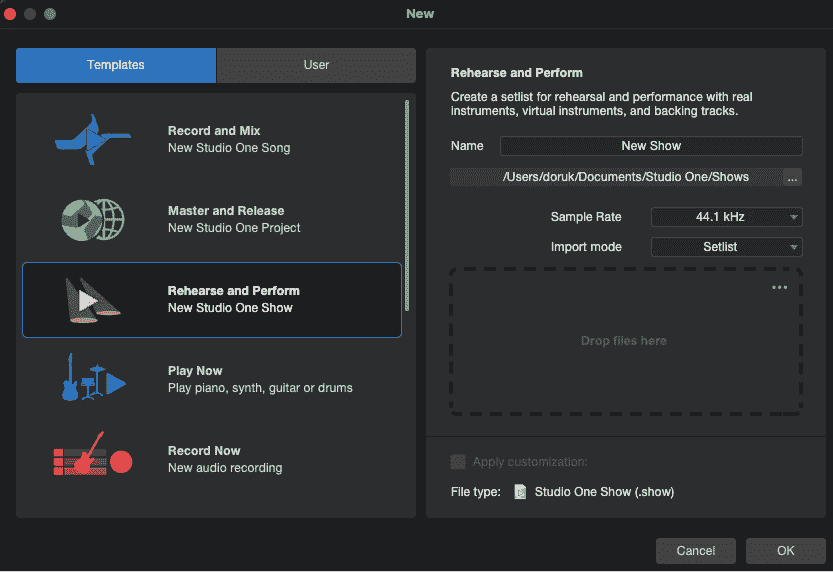 New
Templates
User
Record and Mix
New Studio One Song
Master and Release
New Studio One Project
Rehearse and Perform
New Studio One Show
Play Now
Play piano, synth, guitar or drums
Record Now
New audio recording
Rehearse and Perform
Create a setlist for rehearsal and performance with real
instruments, virtual instruments, and backing tracks.
Name New Show
/Users/doruk/Documents/Studio One/Shows ...
Sample Rate 44.1 kHz
Import mode Setlist
Drop files here
Apply customization:
File type: Studio One Show (.show)
Cancel
OK